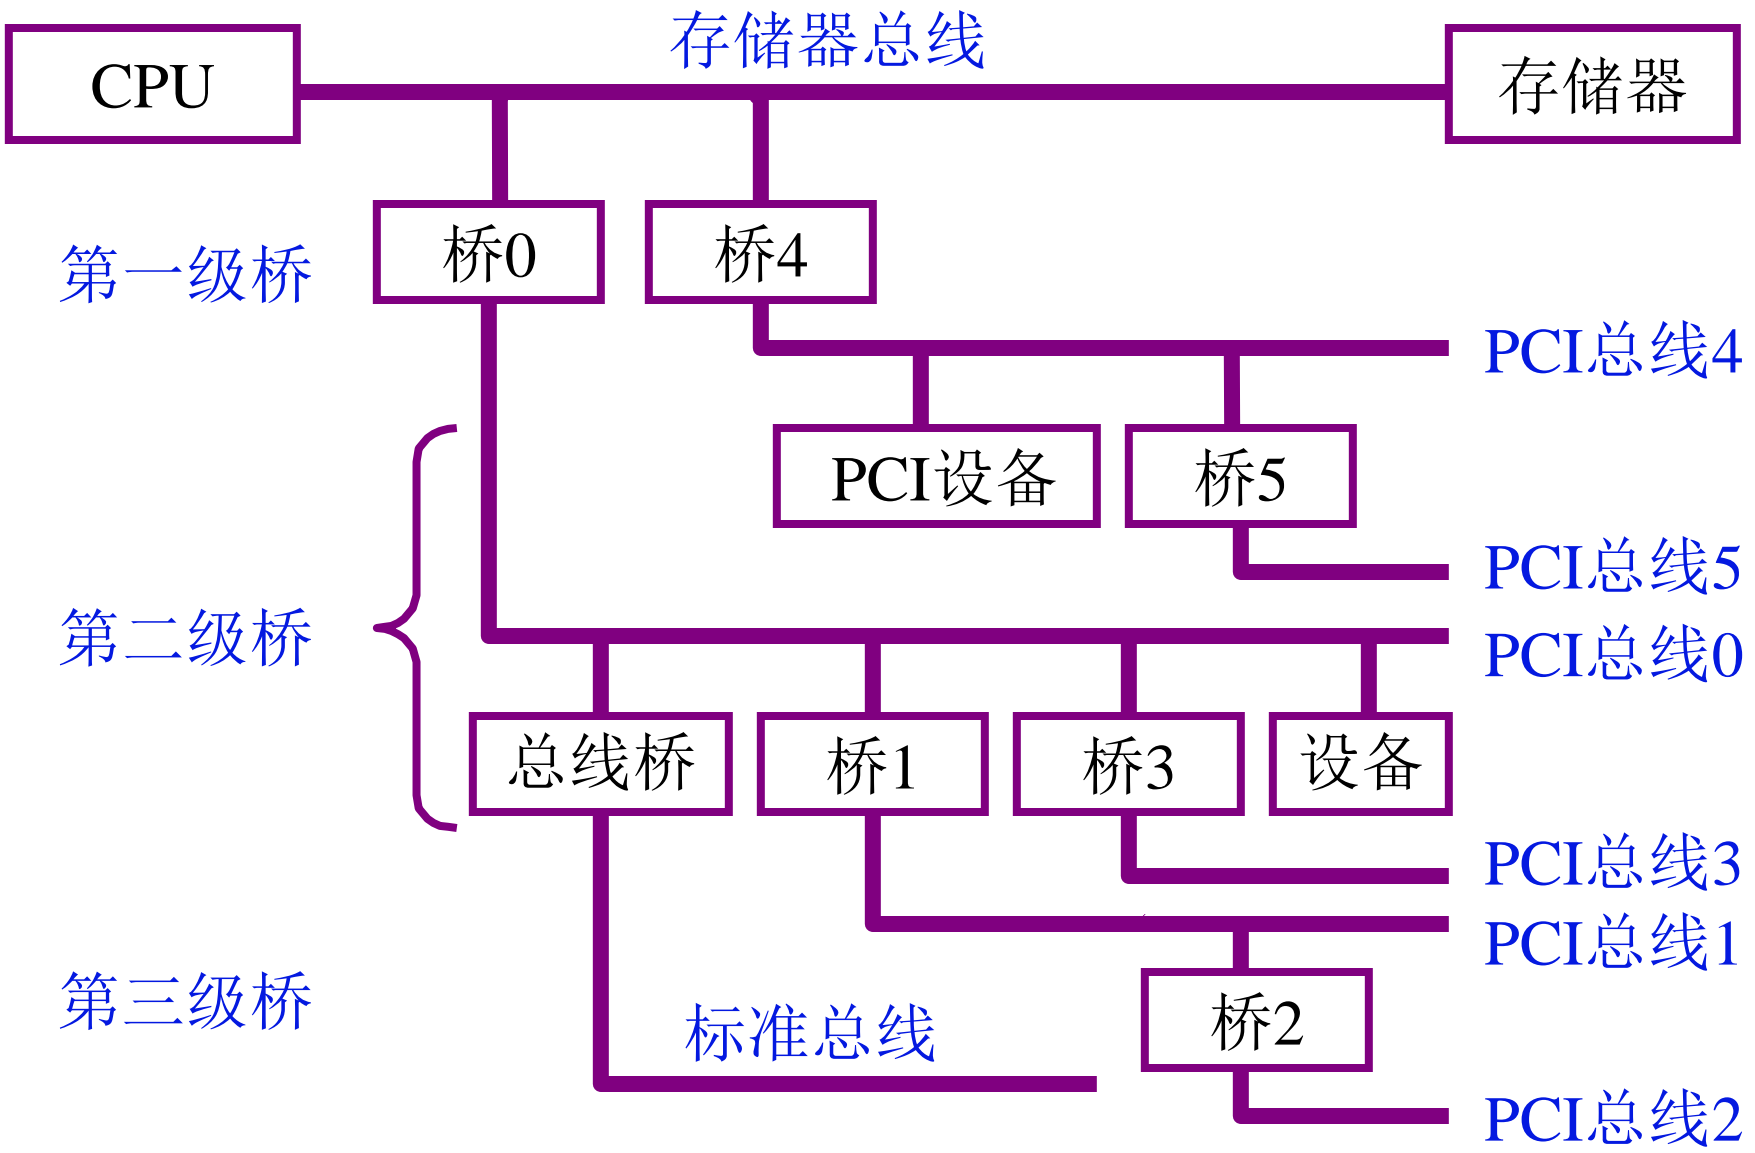 存储器总线
CPU
存储器
桥0
桥4
第一级桥
PCI总线4
PCI设备
桥5
PCI总线5
第二级桥
PCI总线0
总线桥
桥1
桥3
设备
PCI总线3
PCI总线1
第三级桥
标准总线
桥2
PCI总线2